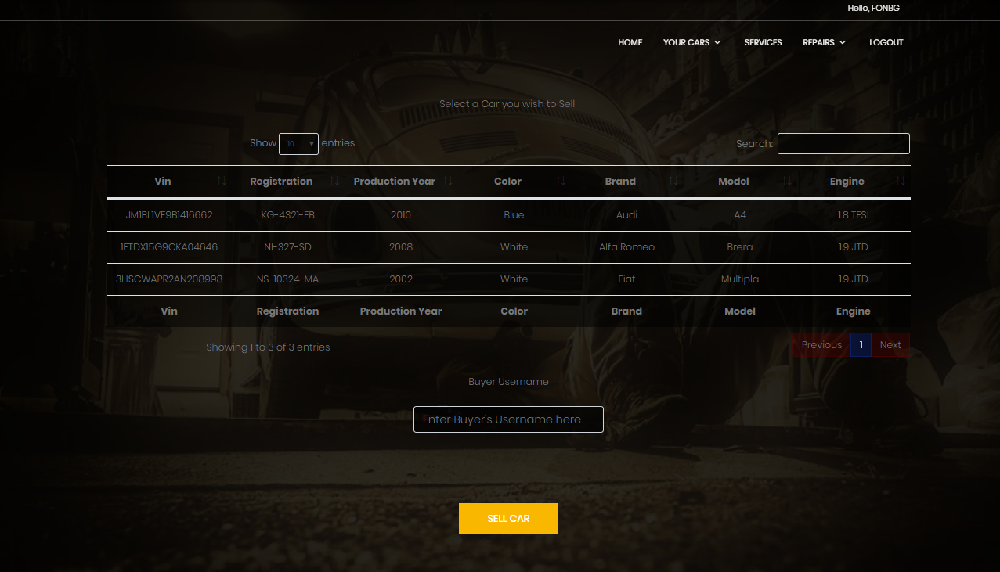 Hello, FONBG
HOME YOUR CARS SERVICES REPAIRS LOGOUT
Select a Car you wish to Sell
Show 10 entries Search:
Vin Registration Production Year Color Brand Model Engine
JM1BL1VF9B1416662 KG-4321-FB 2010 Blue Audi A4 1.8 TFSI
1FTDX15G9CKA04646 NI-327-SD 2008 White Alfa Romeo Brera 1.9 JTD
3HSCWAPR2AN208998 NS-10324-MA 2002 White Fiat Multipla 1.9 JTD
Vin Registration Production Year Color Brand Model Engine
Showing 1 to 3 of 3 entries Previous 1 Next
Buyer Username
Enter Buyer's Username here
SELL CAR